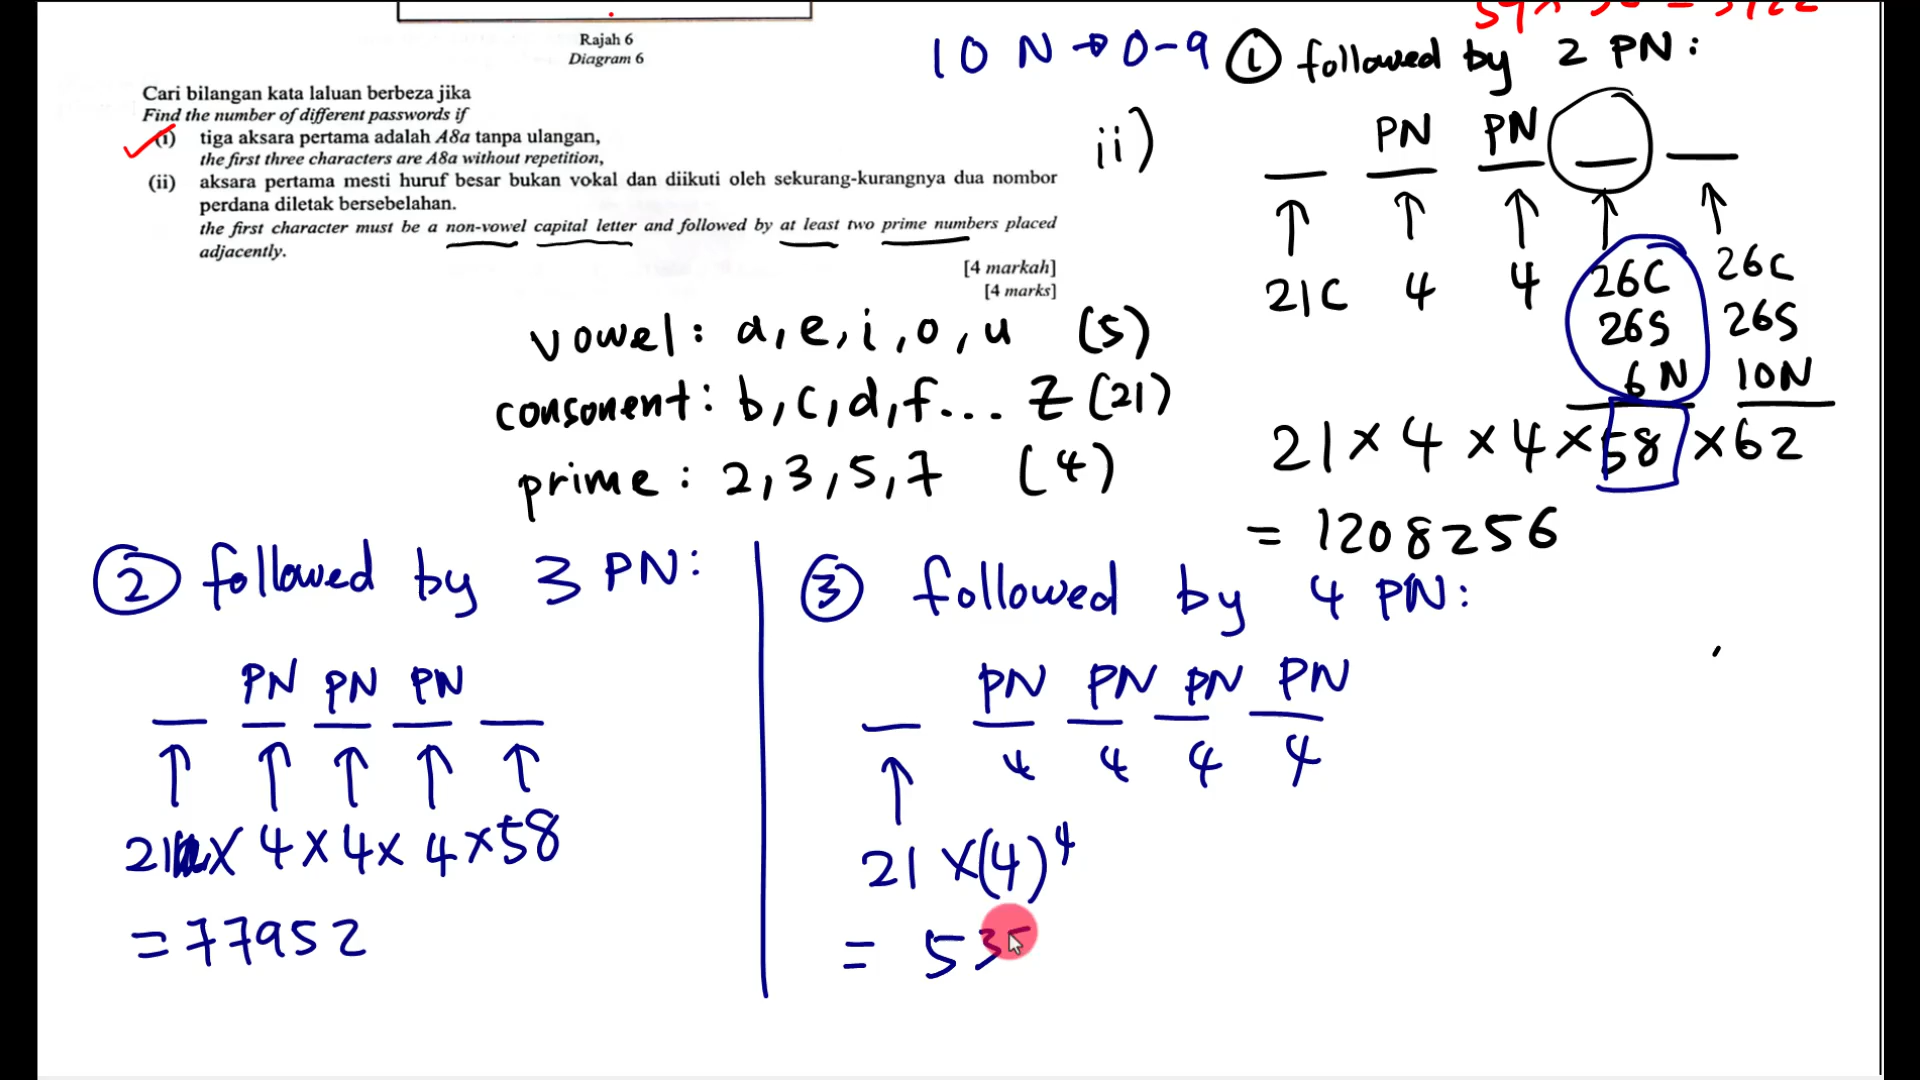 Rajah 6
Diagram 6
Cari bilangan kata laluan berbeza jika
Find the number of different passwords if
(i) tiga aksara pertama adalah A8a tanpa ulangan,
the first three characters are A8a without repetition,
(ii) aksara pertama mesti huruf besar bukan vokal dan diikuti oleh sekurang-kurangnya dua nombor
perdana diletak bersebelahan.
the first character must be a non-vowel capital letter and followed by at least two prime numbers placed
adjacently.
[4 markah]
[4 marks]
10 N → 0-9
vowel: a, e, i, o, u (5)
consonent: b, c, d, f... z (21)
prime: 2, 3, 5, 7 (4)
ii)
① followed by 2 PN:
PN PN
21C 4 4 26C 26C
26S 26S
6N 10N
21 × 4 × 4 × 58 × 62
= 1208256
② followed by 3 PN:
PN PN PN
21 × 4 × 4 × 4 × 58
= 77952
③ followed by 4 PN:
PN PN PN PN
4 4 4 4
21 × (4)^4
= 535